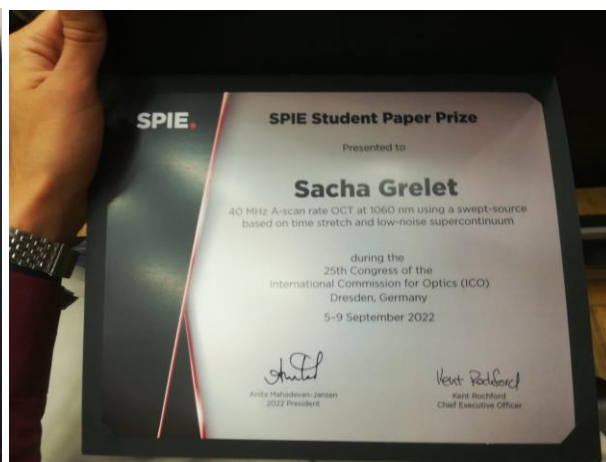 SPIE.
SPIE Student Paper Prize
Presented to
Sacha Grelet
40 MHz A-scan rate OCT at 1060 nm using a swept-source
based on time stretch and low-noise supercontinuum
during the
25th Congress of the
International Commission for Optics (ICO)
Dresden, Germany
5-9 September 2022
Kent Rochford
Anita Mahadevan-Jansen
2022 President
Kent Rochford
Chief Executive Officer